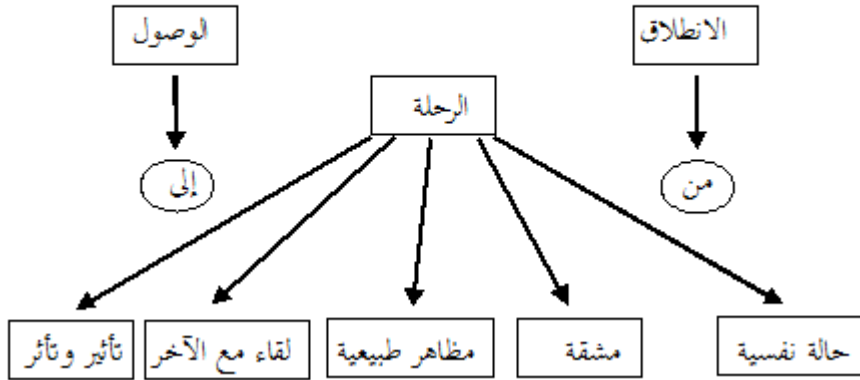 الانطلاق
الوصول
الرحلة
من
إلى
حالة نفسية
مشقة
مظاهر طبيعية
لقاء مع الآخر
تأثير وتأثر